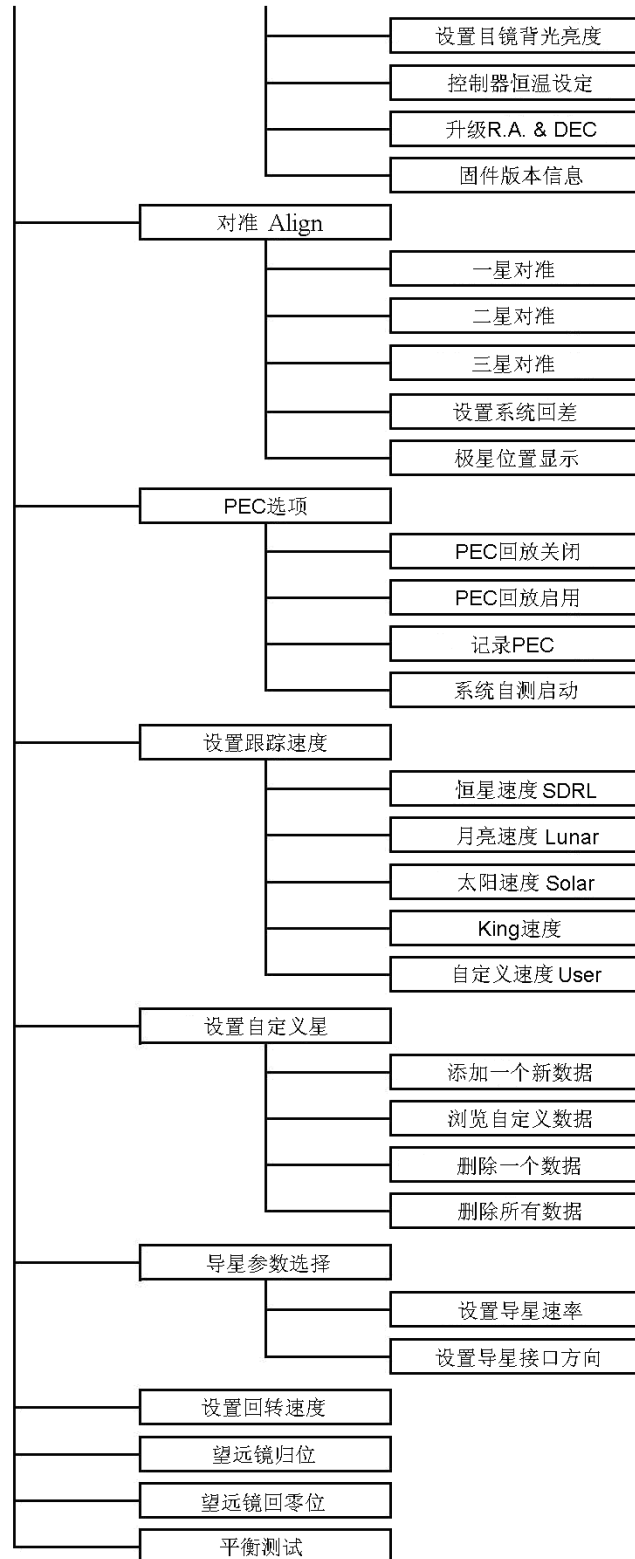 设置目镜背光亮度
控制器恒温设定
升级R.A. & DEC
固件版本信息
对准 Align
一星对准
二星对准
三星对准
设置系统回差
极星位置显示
PEC选项
PEC回放关闭
PEC回放启用
记录PEC
系统自测启动
设置跟踪速度
恒星速度 SDRL
月亮速度 Lunar
太阳速度 Solar
King速度
自定义速度 User
设置自定义星
添加一个新数据
浏览自定义数据
删除一个数据
删除所有数据
导星参数选择
设置导星速率
设置导星接口方向
设置回转速度
望远镜归位
望远镜回零位
平衡测试